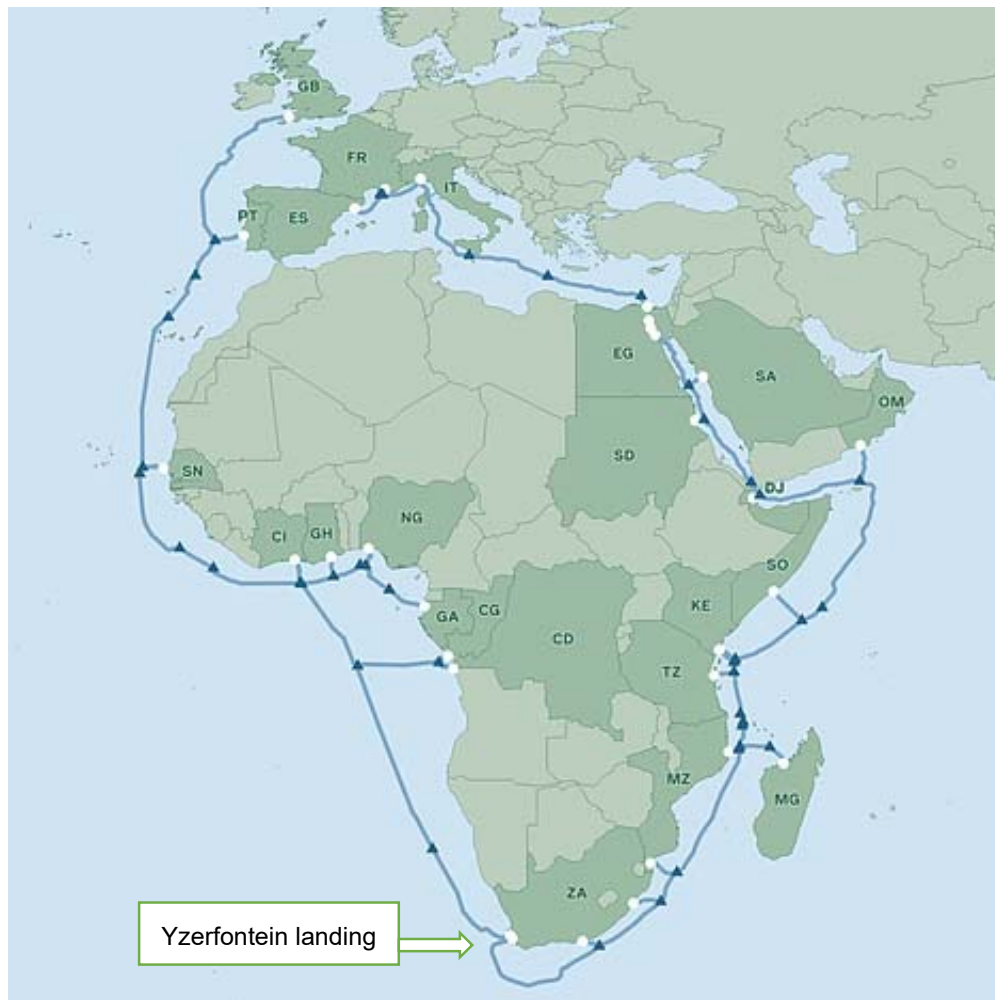 GB
FR
IT
PT
ES
EG
SA
OM
SN
SD
DJ
NG
CI
GH
SO
GA
CG
KE
CD
TZ
MZ
MG
ZA
Yzerfontein landing